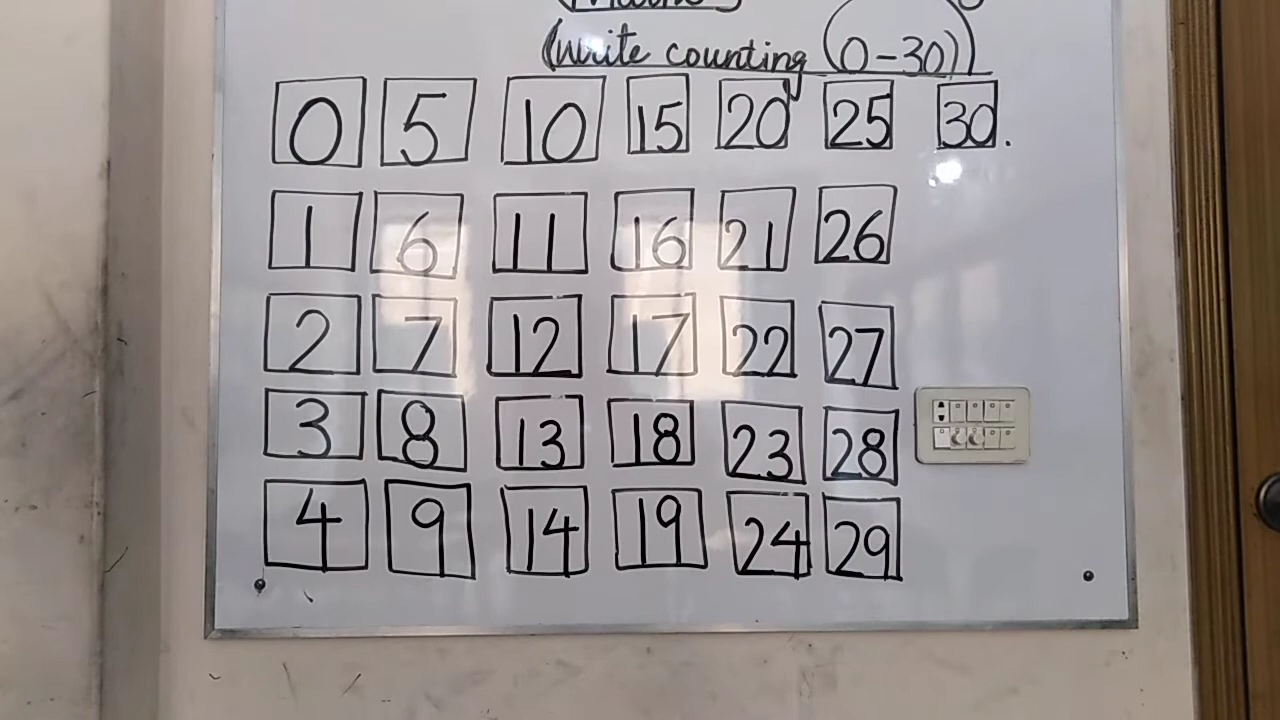 (Write counting (0-30))
0 5 10 15 20 25 30.
1 6 11 16 21 26
2 7 12 17 22 27
3 8 13 18 23 28
4 9 14 19 24 29